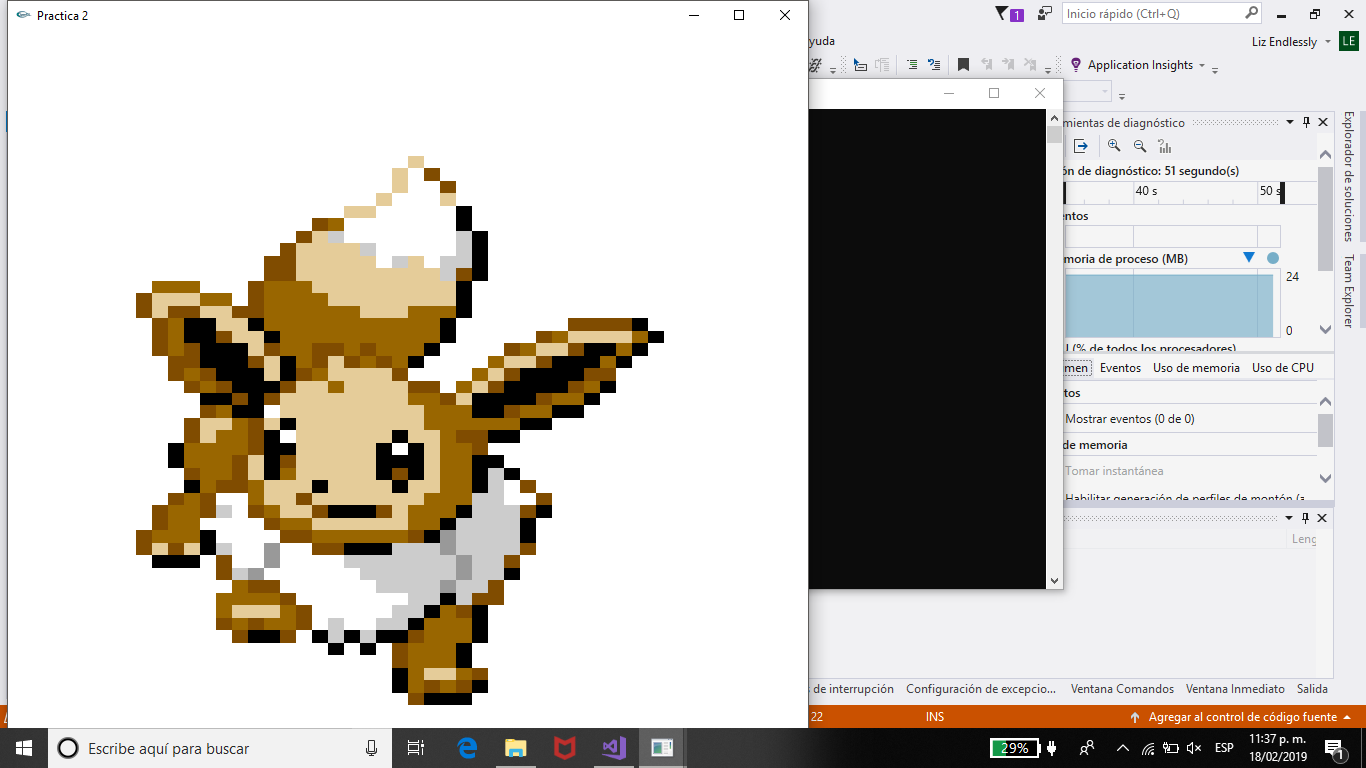 Practica 2
1
Inicio rápido (Ctrl+Q)
yuda
Liz Endlessly
LE
Application Insights
mientas de diagnóstico
ón de diagnóstico: 51 segundo(s)
40 s
50 s
entos
moria de proceso (MB)
24
0
(% de todos los procesadores)
men
Eventos
Uso de memoria
Uso de CPU
tos
Mostrar eventos (0 de 0)
de memoria
Tomar instantánea
Habilitar generación de perfiles de montón (a
Leng
Explorador de soluciones
Team Explorer
s de interrupción
Configuración de excepcio...
Ventana Comandos
Ventana Inmediato
Salida
22
INS
Agregar al control de código fuente
Escribe aquí para buscar
29%
ESP
11:37 p. m.
18/02/2019
1